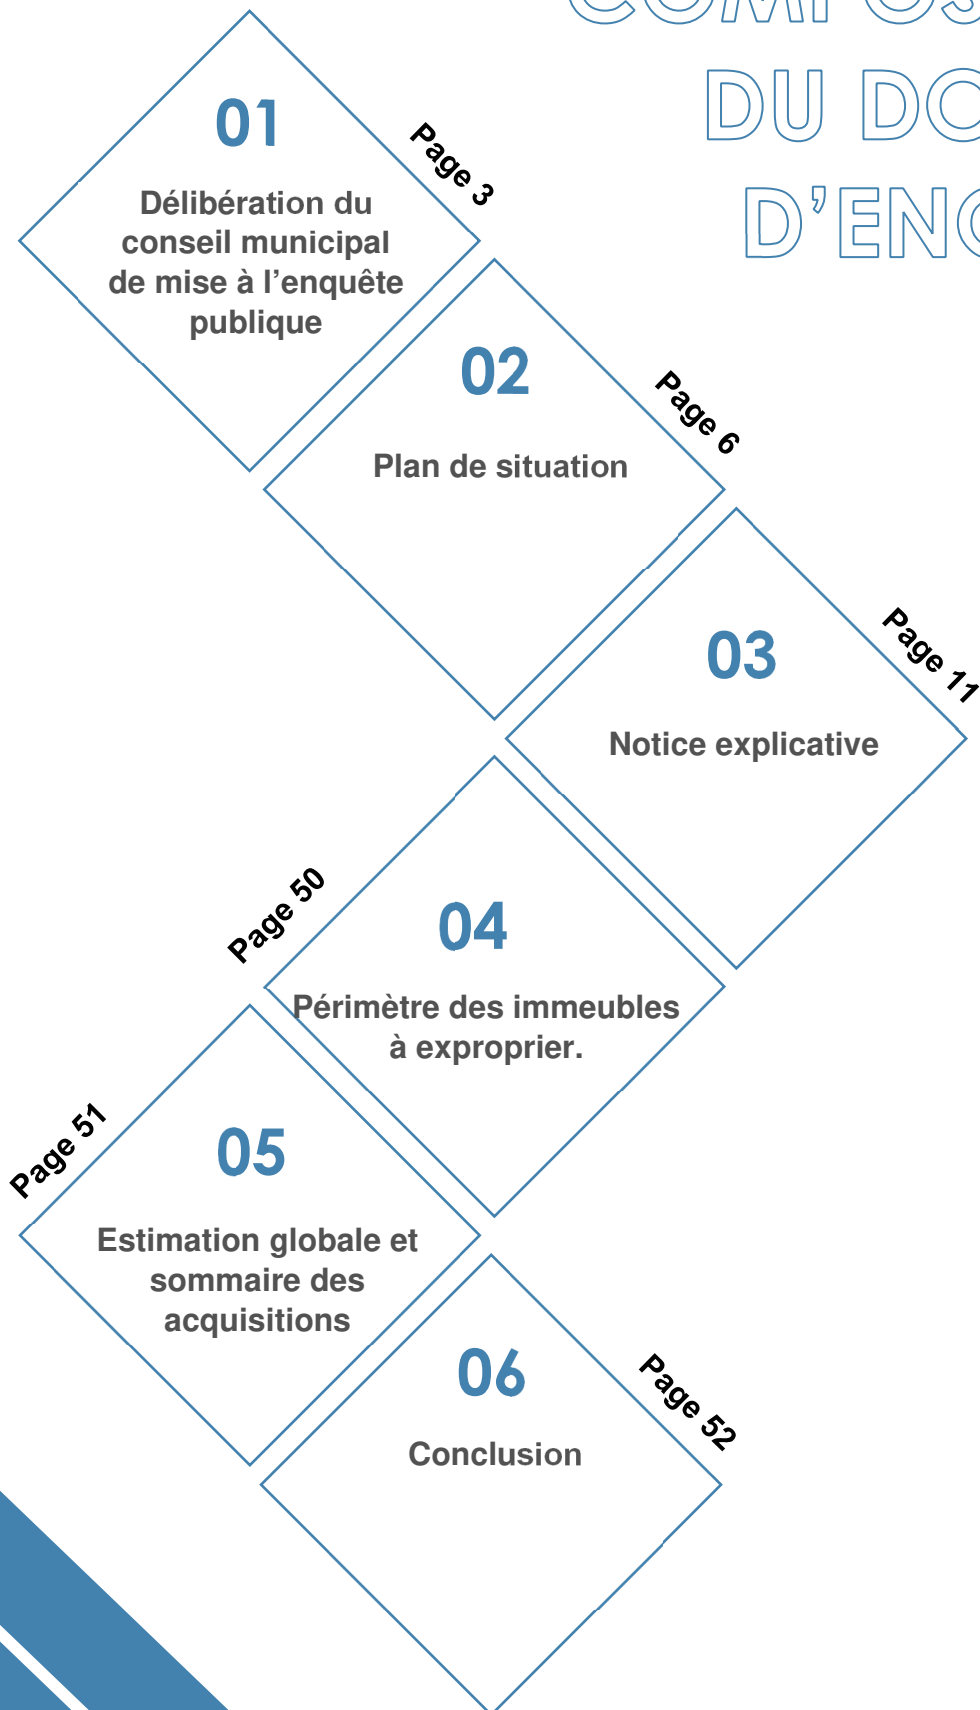 DU
01
Page 3
Délibération du
conseil municipal
de mise à l'enquête
publique
02
Page 6
Plan de situation
03
Page 11
Notice explicative
04
Page 50
Périmètre des immeubles
à exproprier.
05
Page 51
Estimation globale et
sommaire des
acquisitions
06
Page 52
Conclusion